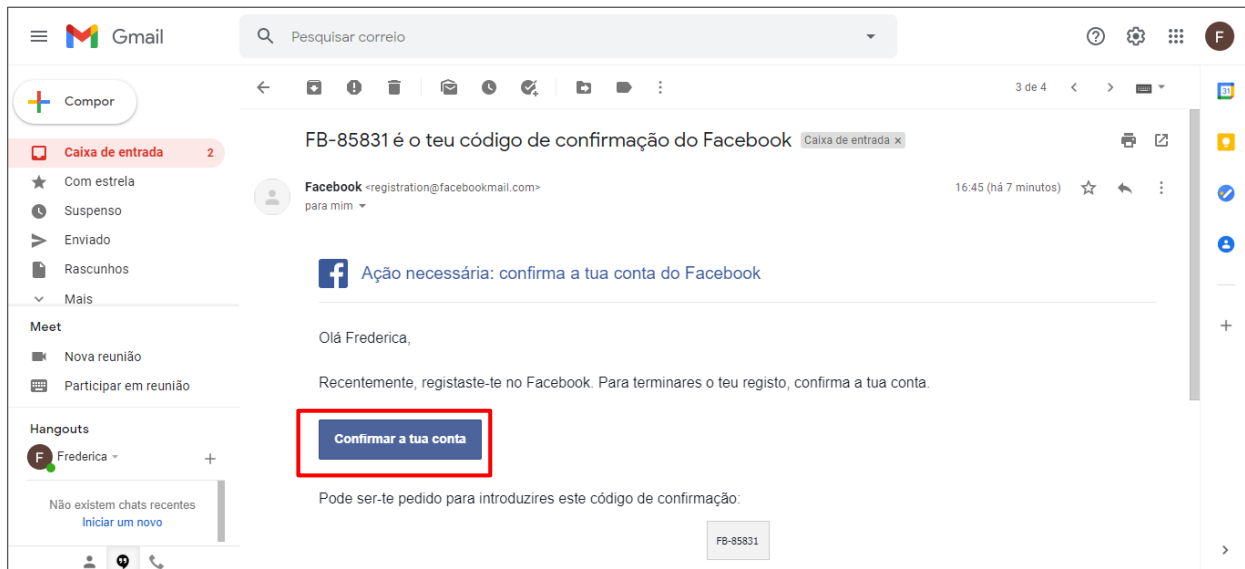 Gmail
Pesquisar correio
F
Compor
3 de 4
31
Caixa de entrada 2
Com estrela
Suspenso
Enviado
Rascunhos
Mais
Meet
Nova reunião
Participar em reunião
Hangouts
F Frederica
Não existem chats recentes
Iniciar um novo
FB-85831 é o teu código de confirmação do Facebook Caixa de entrada x
Facebook <registration@facebookmail.com> 16:45 (há 7 minutos)
para mim
f Ação necessária: confirma a tua conta do Facebook
Olá Frederica,
Recentemente, registaste-te no Facebook. Para terminares o teu registo, confirma a tua conta.
Confirmar a tua conta
Pode ser-te pedido para introduzires este código de confirmação:
FB-85831